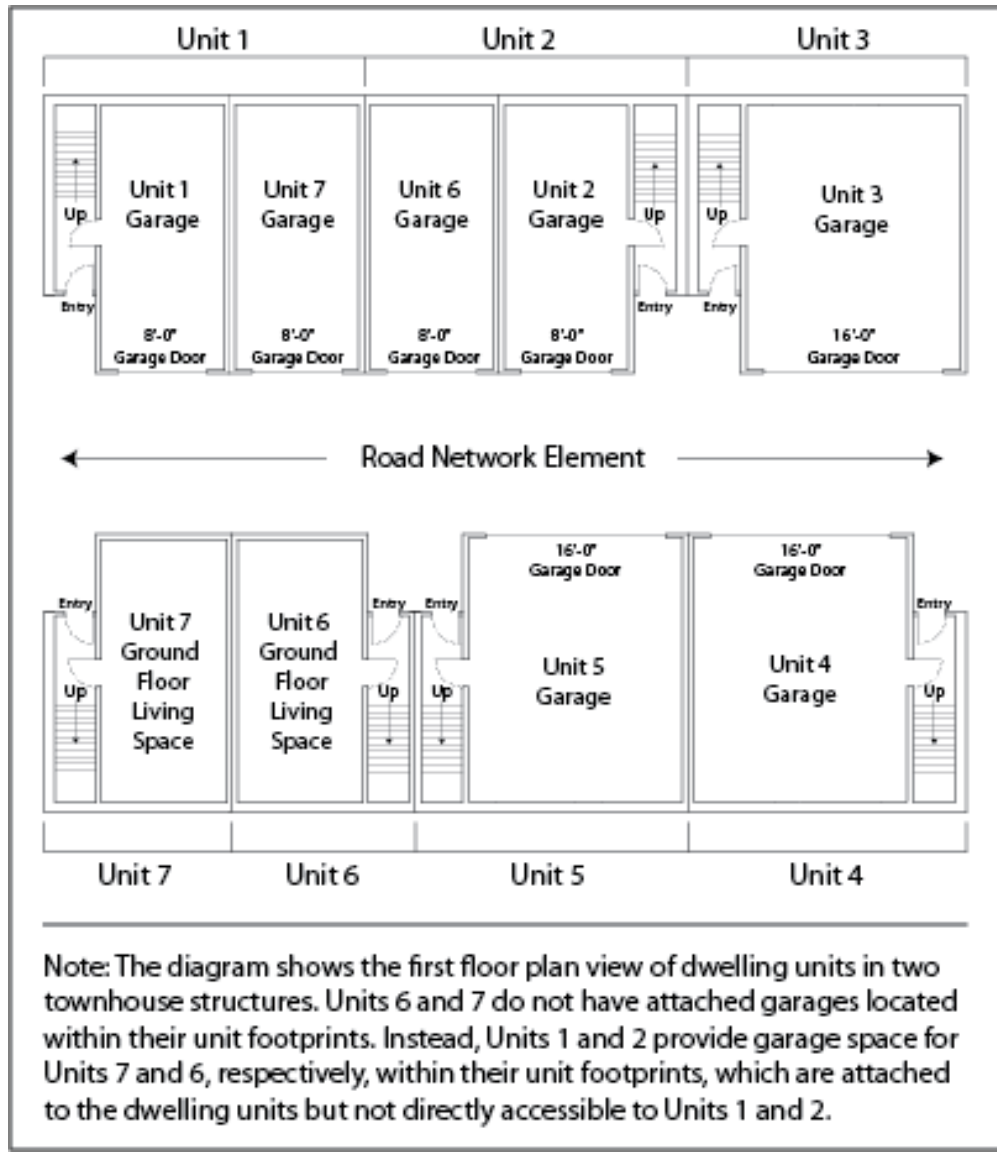 Unit 1 Unit 2 Unit 3
Unit 1 Unit 7 Unit 6 Unit 2 Unit 3
Garage Garage Garage Garage Garage
Up Up Up
Entry Entry Entry
8'-0" 8'-0" 8'-0" 8'-0" 16'-0"
Garage Door Garage Door Garage Door Garage Door Garage Door
Road Network Element
16'-0" 16'-0"
Garage Door Garage Door
Entry Entry Entry Entry
Unit 7 Unit 6
Ground Ground
Floor Floor
Living Living
Space Space
Unit 5 Unit 4
Garage Garage
Up Up Up Up
Unit 7 Unit 6 Unit 5 Unit 4
Note: The diagram shows the first floor plan view of dwelling units in two
townhouse structures. Units 6 and 7 do not have attached garages located
within their unit footprints. Instead, Units 1 and 2 provide garage space for
Units 7 and 6, respectively, within their unit footprints, which are attached
to the dwelling units but not directly accessible to Units 1 and 2.